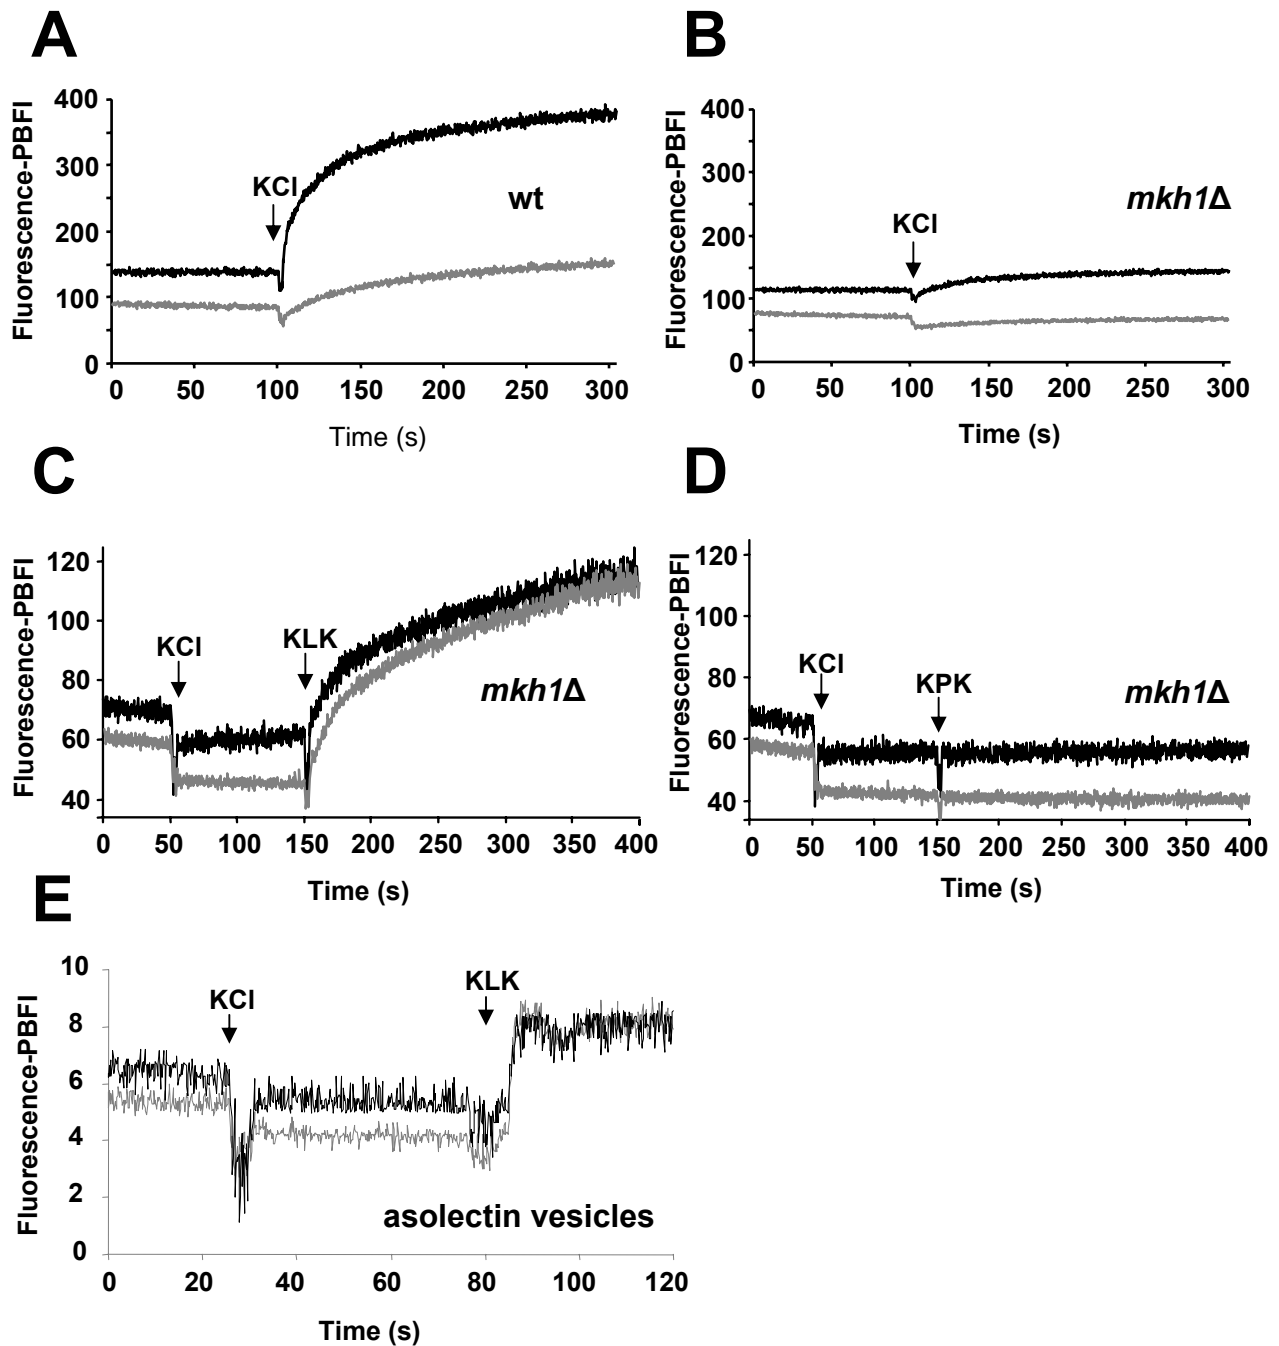 A
Fluorescence-PBFI
400
300
200
100
0
KCl
wt
0 50 100 150 200 250 300
Time (s)
B
Fluorescence-PBFI
400
300
200
100
0
KCl
mkh1Δ
0 50 100 150 200 250 300
Time (s)
C
Fluorescence-PBFI
120
100
80
60
40
KCl
KLK
mkh1Δ
0 50 100 150 200 250 300 350 400
Time (s)
D
Fluorescence-PBFI
120
100
80
60
40
KCl
KPK
mkh1Δ
0 50 100 150 200 250 300 350 400
Time (s)
E
Fluorescence-PBFI
10
8
6
4
2
0
KCl
KLK
asolectin vesicles
0 20 40 60 80 100 120
Time (s)